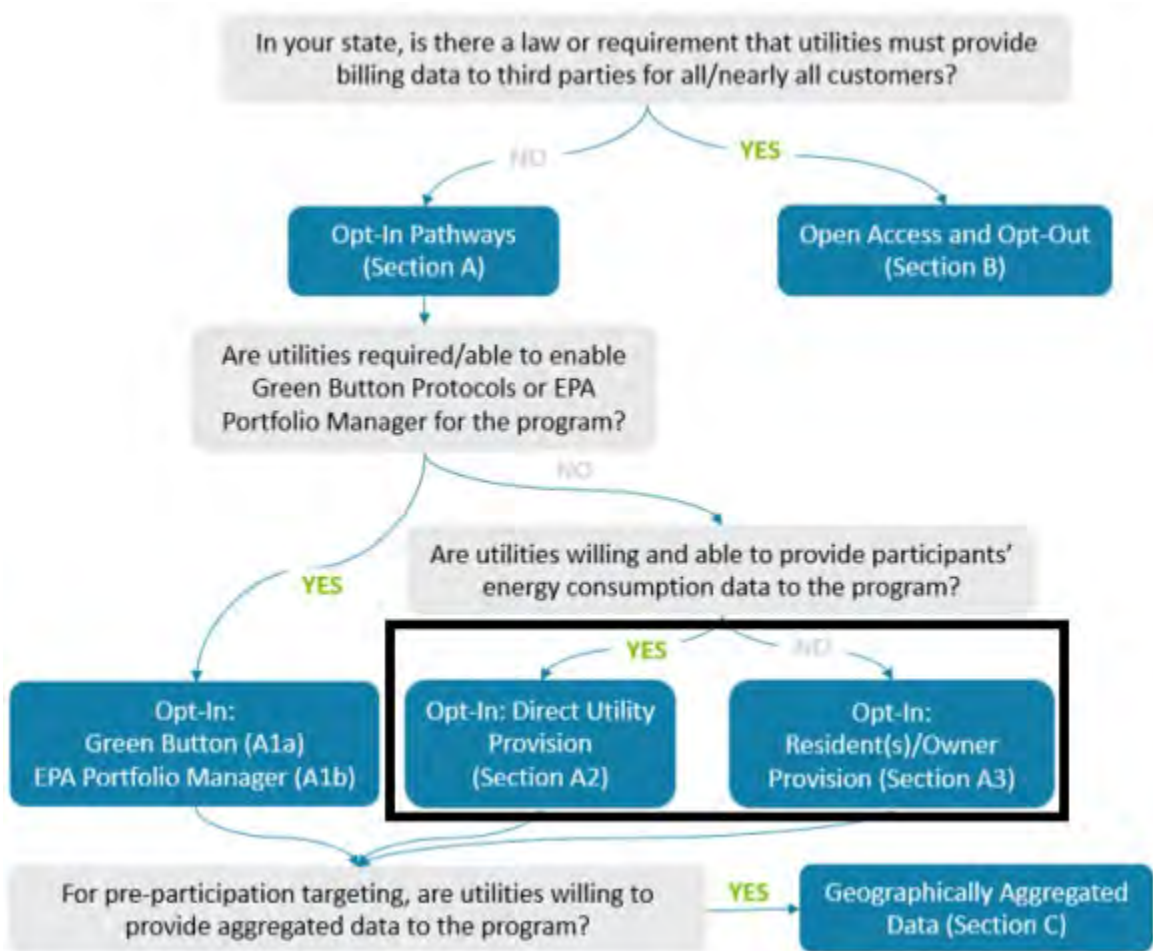 In your state, is there a law or requirement that utilities must provide
billing data to third parties for all/nearly all customers?
NO
YES
Opt-In Pathways
(Section A)
Open Access and Opt-Out
(Section B)
Are utilities required/able to enable
Green Button Protocols or EPA
Portfolio Manager for the program?
NO
Are utilities willing and able to provide participants’
energy consumption data to the program?
YES
YES
NO
Opt-In:
Green Button (A1a)
EPA Portfolio Manager (A1b)
Opt-In: Direct Utility
Provision
(Section A2)
Opt-In:
Resident(s)/Owner
Provision (Section A3)
For pre-participation targeting, are utilities willing to
provide aggregated data to the program?
YES
Geographically Aggregated
Data (Section C)